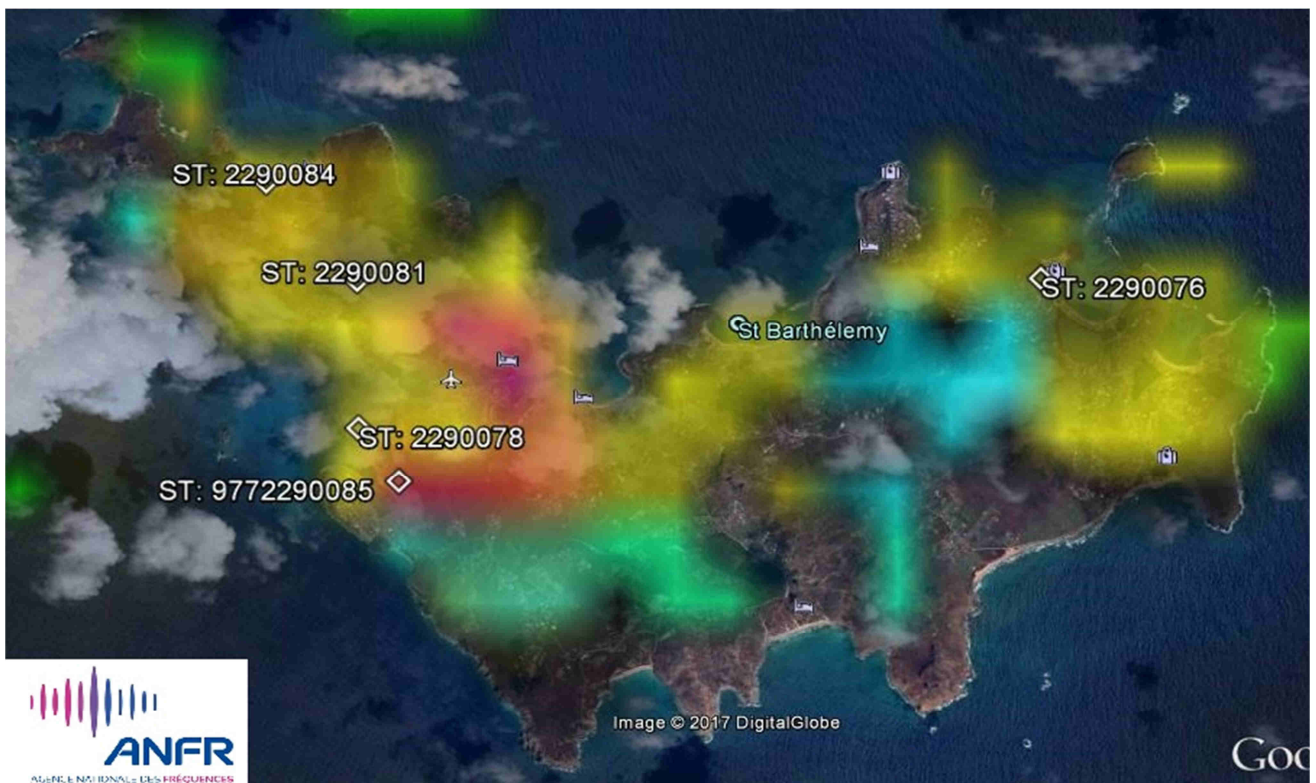 ST: 2290084
ST: 2290081
ST: 2290076
St Barthélemy
ST: 2290078
ST: 9772290085
Image © 2017 DigitalGlobe
Goo
ANFR
AGENCE NATIONALE DES FRÉQUENCES